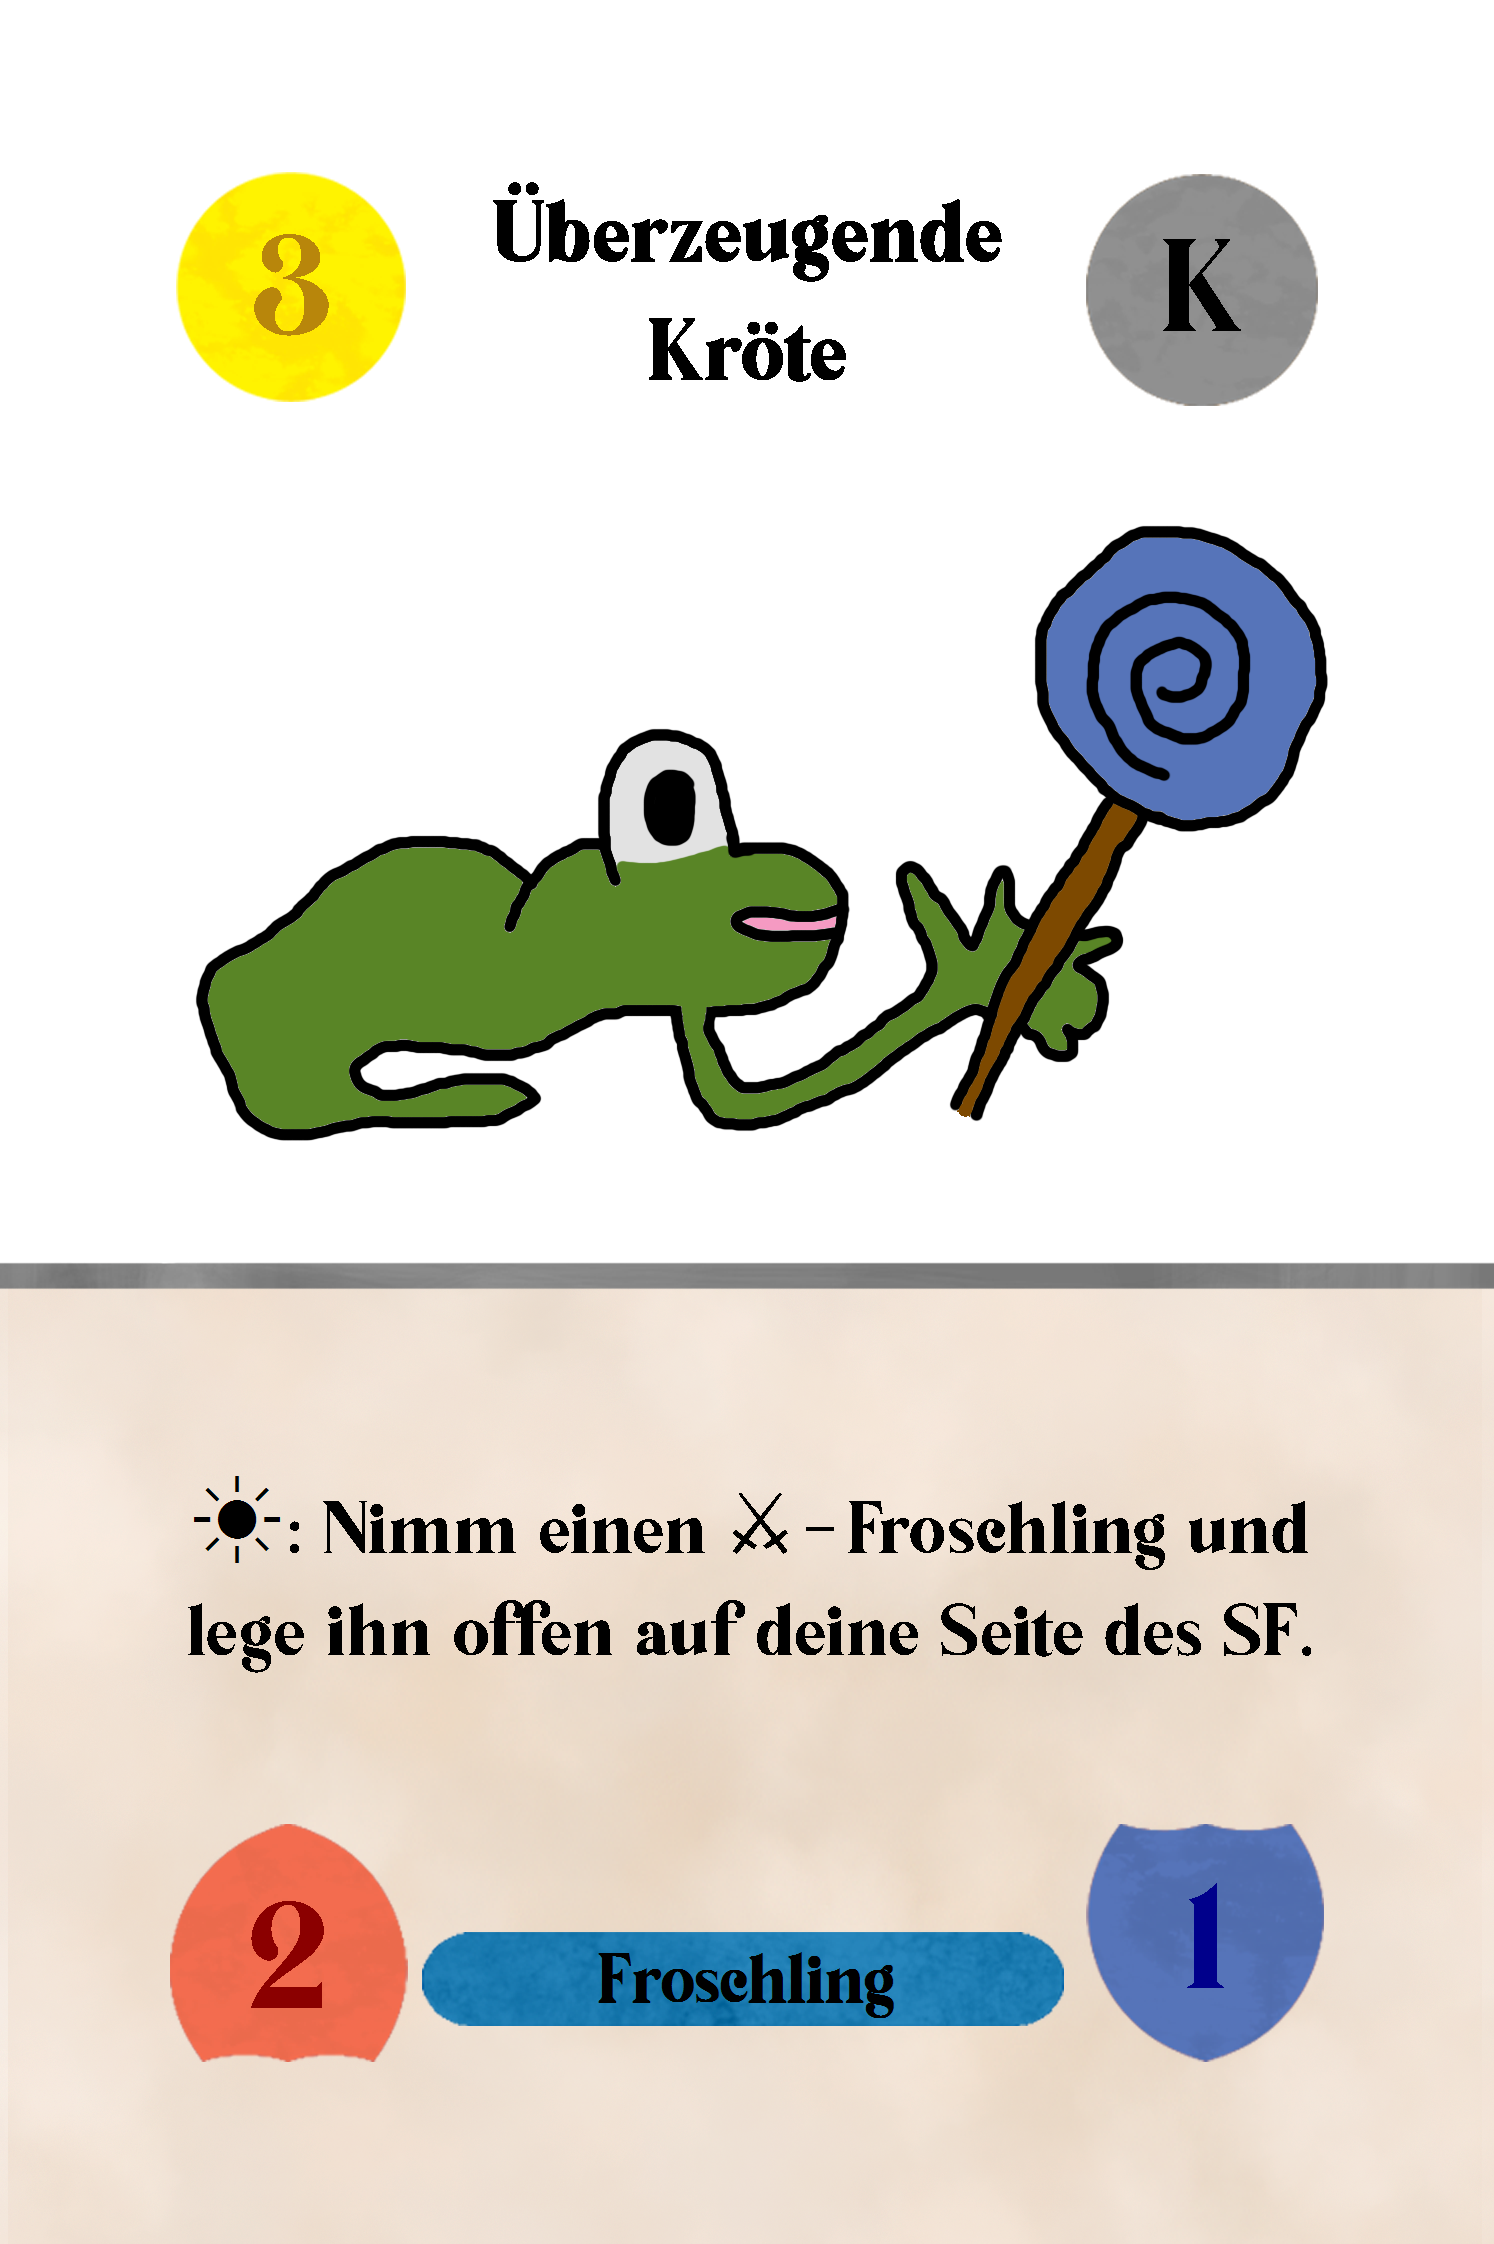 3
Überzeugende
Kröte
K
☀: Nimm einen ⚔-Froschling und
lege ihn offen auf deine Seite des SF.
2
Froschling
1